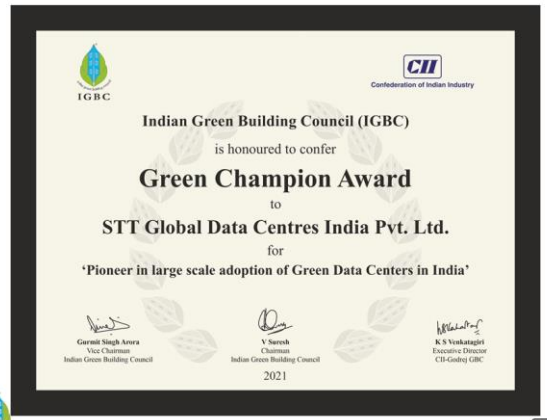 IGBC
CII
Confederation of Indian Industry
Indian Green Building Council (IGBC)
is honoured to confer
Green Champion Award
to
STT Global Data Centres India Pvt. Ltd.
for
‘Pioneer in large scale adoption of Green Data Centers in India’
Gurmit Singh Arora
Vice Chairman
Indian Green Building Council
V Suresh
Chairman
Indian Green Building Council
K S Venkatagiri
Executive Director
CII-Godrej GBC
2021